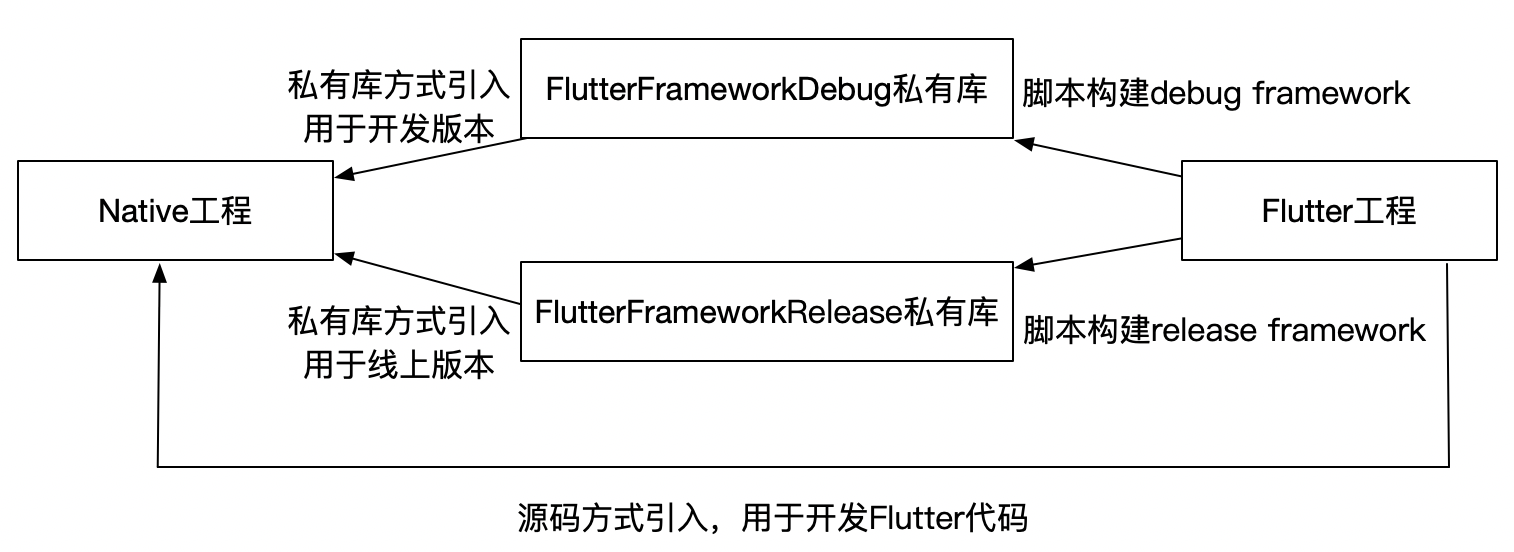 私有库方式引入
用于开发版本
FlutterFrameworkDebug私有库
脚本构建debug framework
Native工程
Flutter工程
私有库方式引入
用于线上版本
FlutterFrameworkRelease私有库
脚本构建release framework
源码方式引入，用于开发Flutter代码